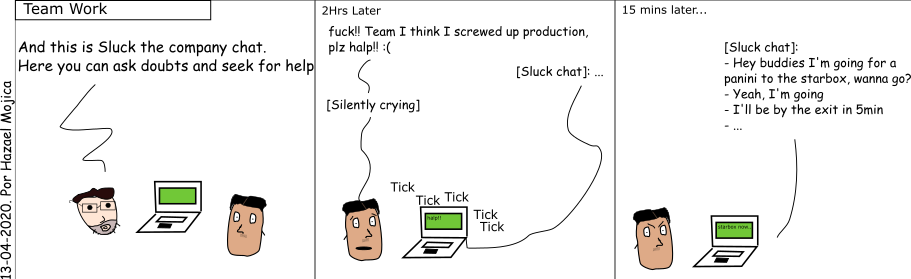 Team Work
And this is Sluck the company chat.
Here you can ask doubts and seek for help
13-04-2020. Por Hazael Mojica
2Hrs Later
fuck!! Team I think I screwed up production,
plz halp!! :(
[Sluck chat]: ...
[Silently crying]
Tick
Tick Tick
Tick
Tick
halp!!
15 mins later...
[Sluck chat]:
- Hey buddies I'm going for a
panini to the starbox, wanna go?
- Yeah, I'm going
- I'll be by the exit in 5min
- ...
starbox now...